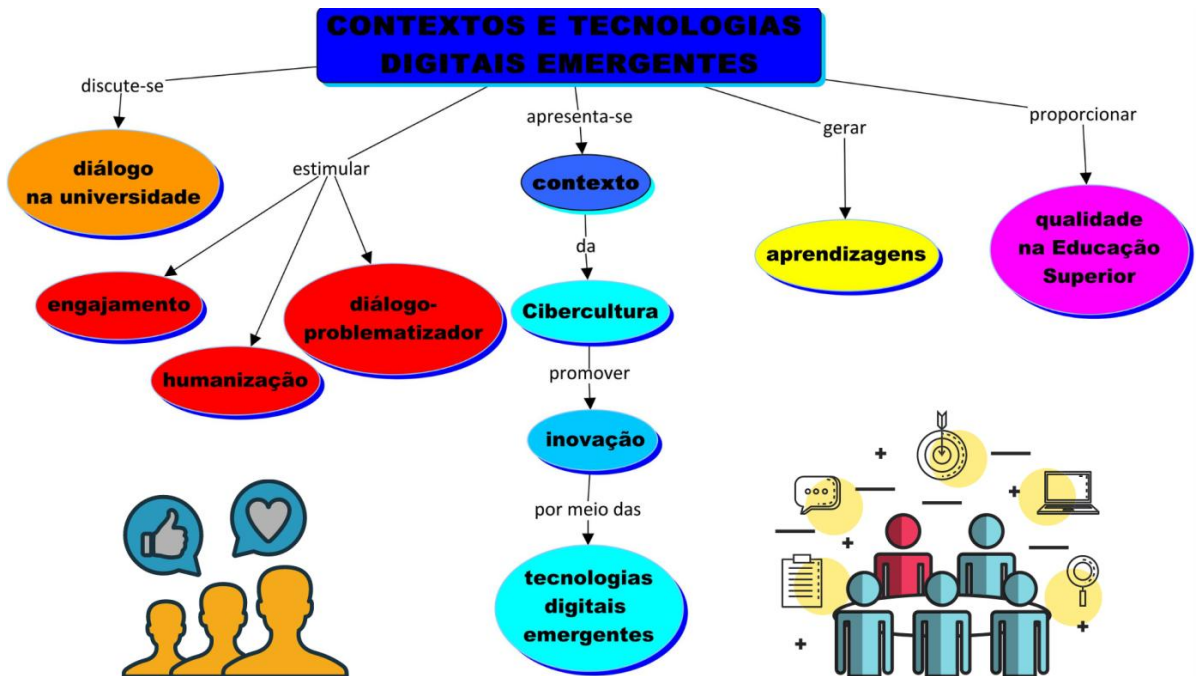 CONTEXTOS E TECNOLOGIAS
DIGITAIS EMERGENTES
discute-se
diálogo
na universidade
estimular
engajamento
humanização
diálogo-
problematizador
apresenta-se
contexto
da
Cibercultura
promover
inovação
por meio das
tecnologias
digitais
emergentes
gerar
aprendizagens
proporcionar
qualidade
na Educação
Superior